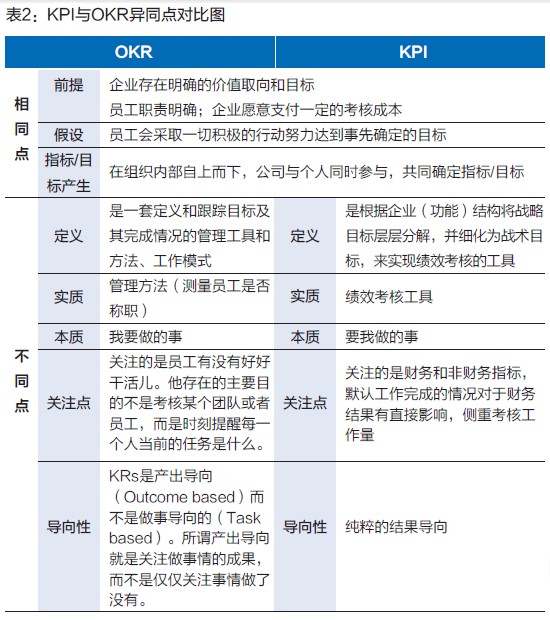 表2：KPI与OKR异同点对比图
OKR
KPI
相同点
前提
企业存在明确的价值取向和目标
员工职责明确；企业愿意支付一定的考核成本
假设
员工会采取一切积极的行动努力达到事先确定的目标
指标/目
标产生
在组织内部自上而下，公司与个人同时参与，共同确定指标/目标
不同点
定义
是一套定义和跟踪目标及
其完成情况的管理工具和
方法、工作模式
定义
是根据企业（功能）结构将战略
目标层层分解，并细化为战术目
标，来实现绩效考核的工具
实质
管理方法（测量员工是否
称职）
实质
绩效考核工具
本质
我要做的事
本质
要我做的事
关注点
关注的是员工有没有好好
干活儿。他存在的主要目
的不是考核某个团队或者
员工，而是时刻提醒每一
个人当前的任务是什么。
关注点
关注的是财务和非财务指标，
默认工作完成的情况对于财务
结果有直接影响，侧重考核工
作量
导向性
KRs是产出导向
（Outcome based）而
不是做事导向的（Task
based）。所谓产出导向
就是关注做事情的成果，
而不是仅仅关注事情做了
没有。
导向性
纯粹的结果导向